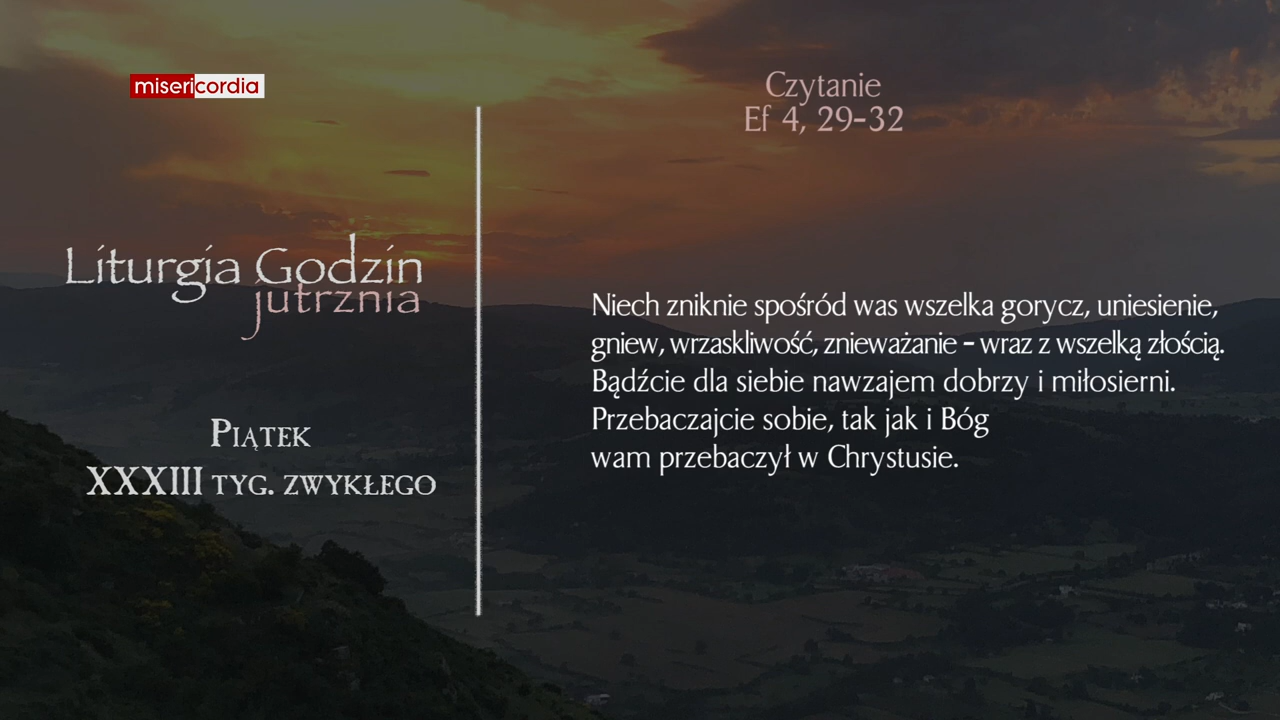 misericordia
Liturgia Godzin
jutrznia
Piątek
XXXIII tyg. zwykłego
Czytanie
Ef 4, 29-32
Niech zniknie spośród was wszelka gorycz, uniesienie,
gniew, wrzaskliwość, znieważanie - wraz z wszelką złością.
Bądźcie dla siebie nawzajem dobrzy i miłosierni.
Przebaczajcie sobie, tak jak i Bóg
wam przebaczył w Chrystusie.